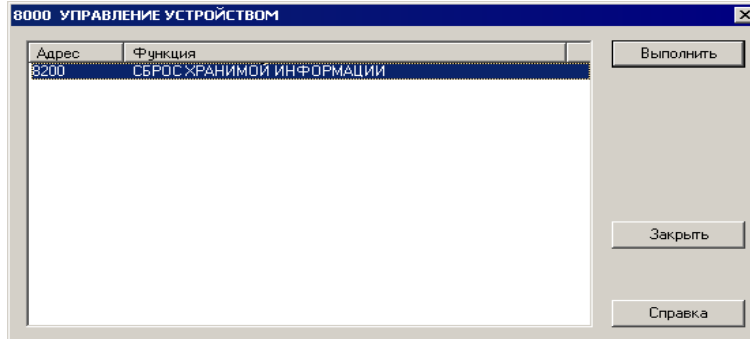 8000 УПРАВЛЕНИЕ УСТРОЙСТВОМ
Адрес Функция
8200 СБРОС ХРАНИМОЙ ИНФОРМАЦИИ
Выполнить
Закрыть
Справка